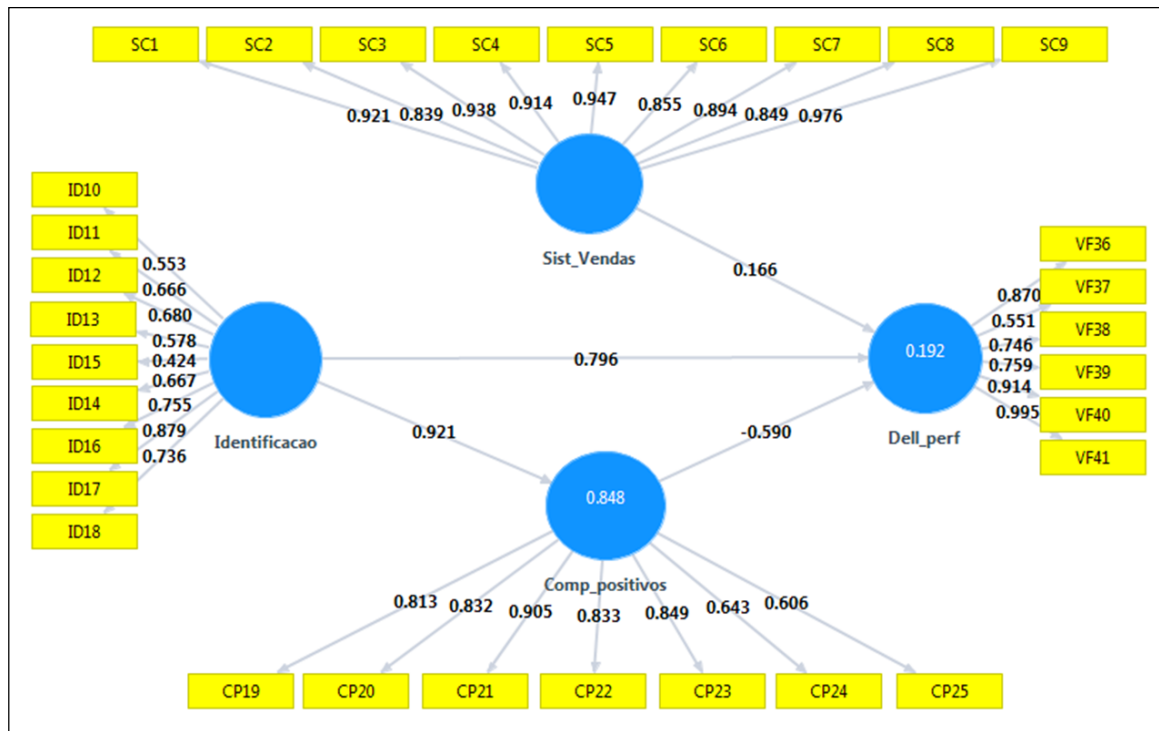 SC1 SC2 SC3 SC4 SC5 SC6 SC7 SC8 SC9
0.921 0.839 0.938 0.914 0.947 0.855 0.894 0.849 0.976
Sist_Vendas
ID10
ID11
ID12
ID13
ID15
ID14
ID16
ID17
ID18
0.553
0.666
0.680
0.578
0.424
0.667
0.755
0.879
0.736
Identificacao
0.166
0.796
0.921
-0.590
0.192
Dell_perf
0.870
0.551
0.746
0.759
0.914
0.995
VF36
VF37
VF38
VF39
VF40
VF41
0.848
Comp_positivos
0.813 0.832 0.905 0.833 0.849 0.643 0.606
CP19 CP20 CP21 CP22 CP23 CP24 CP25